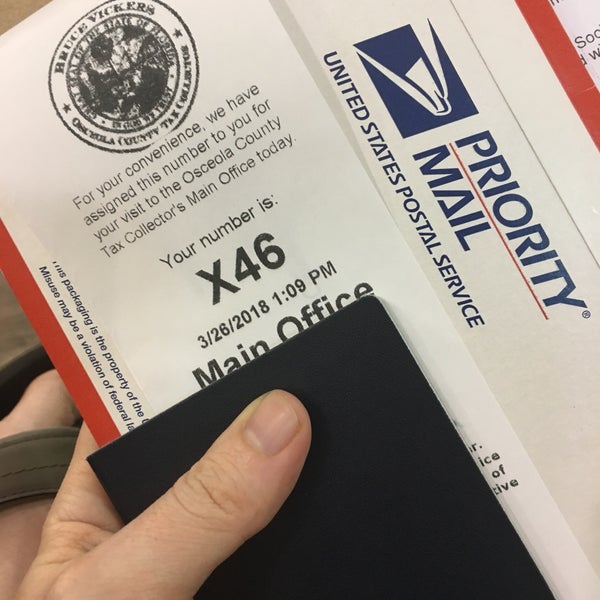 BRUCE VICKERS
OSCEOLA COUNTY TAX COLLECTOR
For your convenience, we have
assigned this number to you for
your visit to the Osceola County
Tax Collector's Main Office today.
Your number is:
X46
3/26/2018 1:09 PM
Main Office
PRIORITY
MAIL
®
UNITED STATES POSTAL SERVICE
This packaging is the property of the
Misuse may be a violation of federal
of